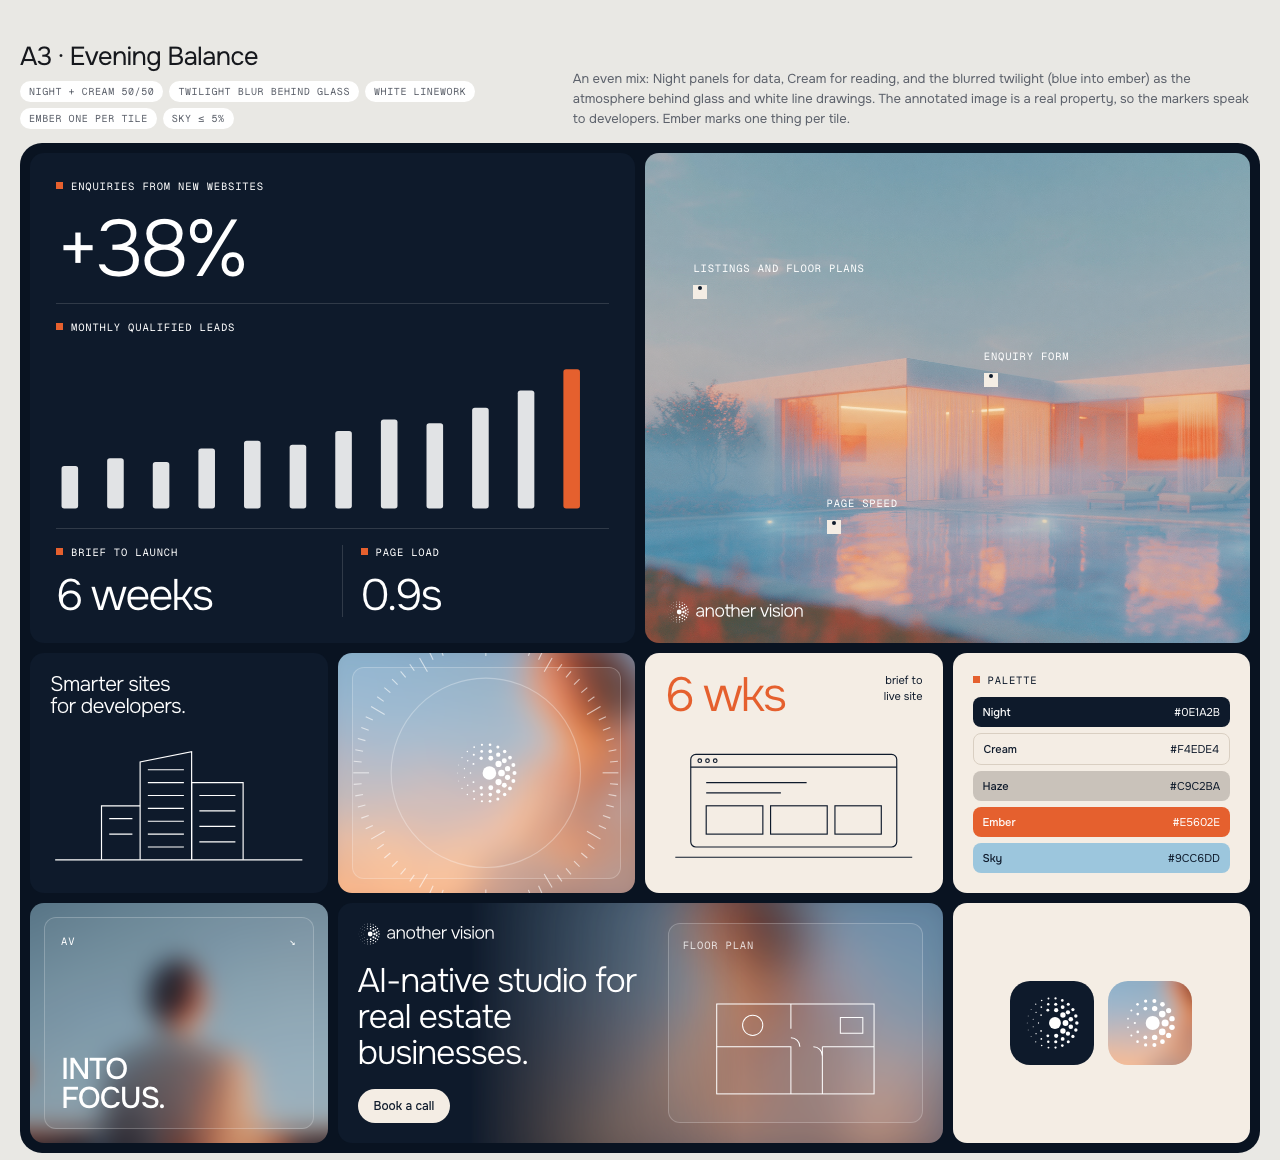 A3 · Evening Balance
NIGHT + CREAM 50/50
TWILIGHT BLUR BEHIND GLASS
WHITE LINEWORK
EMBER ONE PER TILE
SKY ≤ 5%
An even mix: Night panels for data, Cream for reading, and the blurred twilight (blue into ember) as the
atmosphere behind glass and white line drawings. The annotated image is a real property, so the markers speak
to developers. Ember marks one thing per tile.
ENQUIRIES FROM NEW WEBSITES
+38%
MONTHLY QUALIFIED LEADS
BRIEF TO LAUNCH
6 weeks
PAGE LOAD
0.9s
LISTINGS AND FLOOR PLANS
ENQUIRY FORM
PAGE SPEED
another vision
Smarter sites
for developers.
6 wks
brief to
live site
PALETTE
Night #0E1A2B
Cream #F4EDE4
Haze #C9C2BA
Ember #E5602E
Sky #9CC6DD
AV ↘
INTO
FOCUS.
another vision
AI-native studio for
real estate
businesses.
Book a call
FLOOR PLAN